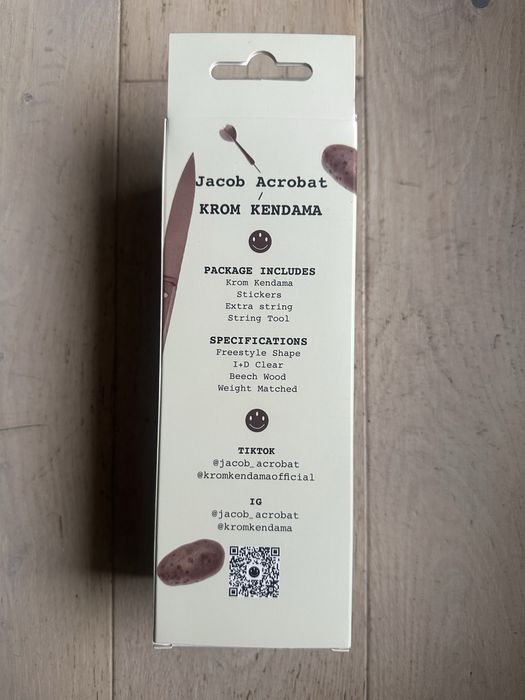 Jacob Acrobat
/
KROM KENDAMA
PACKAGE INCLUDES
Krom Kendama
Stickers
Extra string
String Tool
SPECIFICATIONS
Freestyle Shape
I+D Clear
Beech Wood
Weight Matched
TIKTOK
@jacob_acrobat
@kromkendamaofficial
IG
@jacob_acrobat
@kromkendama